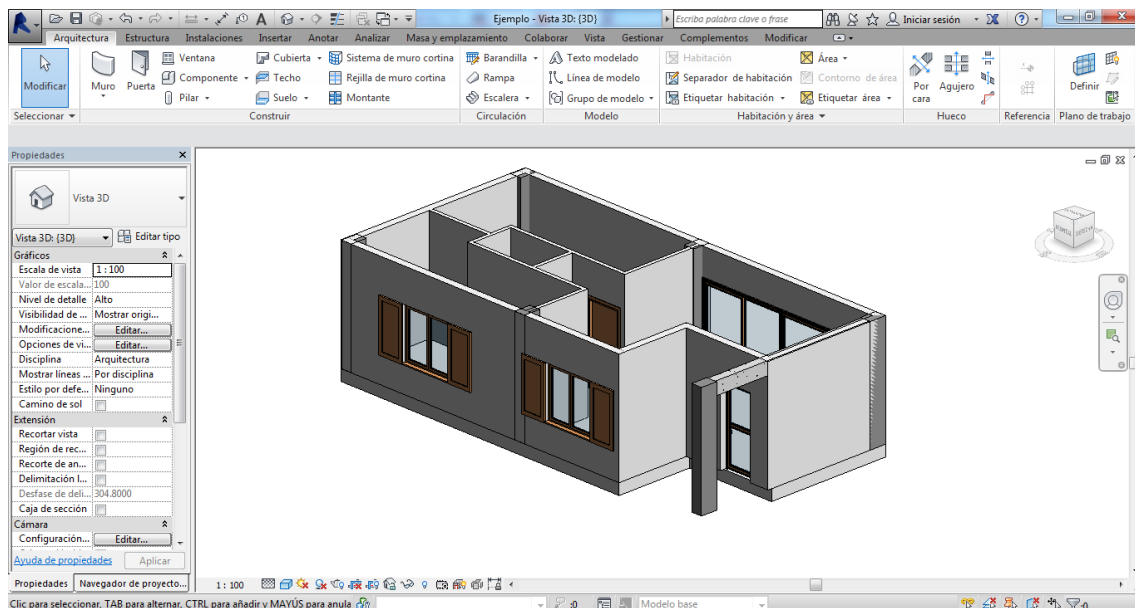 Ejemplo - Vista 3D: {3D}
Escriba palabra clave o frase
Iniciar sesión
Arquitectura Estructura Instalaciones Insertar Anotar Analizar Masa y emplazamiento Colaborar Vista Gestionar Complementos Modificar
Modificar
Muro
Puerta
Ventana
Componente
Pilar
Cubierta
Techo
Suelo
Sistema de muro cortina
Rejilla de muro cortina
Montante
Barandilla
Rampa
Escalera
Texto modelado
Línea de modelo
Grupo de modelo
Habitación
Separador de habitación
Etiquetar habitación
Área
Contorno de área
Etiquetar área
Por cara
Agujero
Definir
Seleccionar Construir Circulación Modelo Habitación y área Hueco Referencia Plano de trabajo
Propiedades
Vista 3D
Vista 3D: {3D} Editar tipo
Gráficos
Escala de vista 1 : 100
Valor de escala... 100
Nivel de detalle Alto
Visibilidad de ... Mostrar origi...
Modificacione... Editar...
Opciones de vi... Editar...
Disciplina Arquitectura
Mostrar líneas ... Por disciplina
Estilo por defe... Ninguno
Camino de sol
Extensión
Recortar vista
Región de rec...
Recorte de an...
Delimitación l...
Desfase de deli... 304.8000
Caja de sección
Cámara
Configuración... Editar...
Ayuda de propiedades Aplicar
Propiedades Navegador de proyecto...
1 : 100
Clic para seleccionar, TAB para alternar, CTRL para añadir y MAYÚS para anula
:0
Modelo base
:0